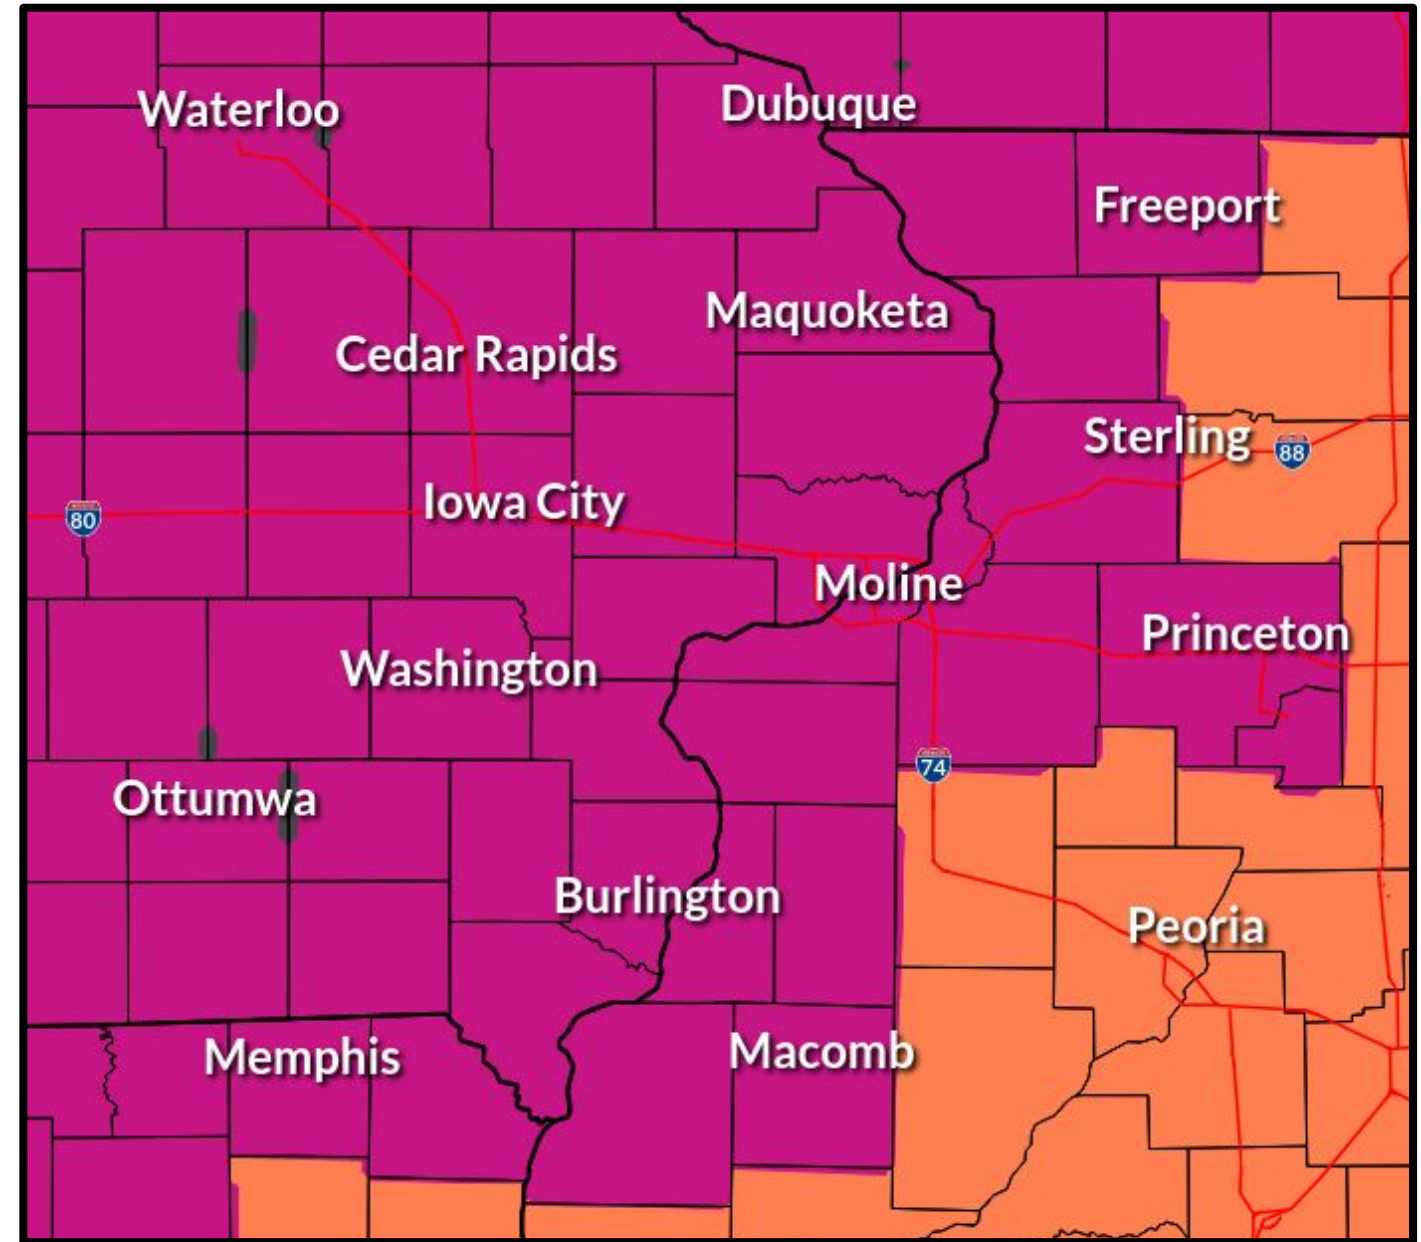 Waterloo
Dubuque
Freeport
Maquoketa
Cedar Rapids
Sterling
88
Iowa City
80
Moline
Princeton
Washington
74
Ottumwa
Burlington
Peoria
Memphis
Macomb